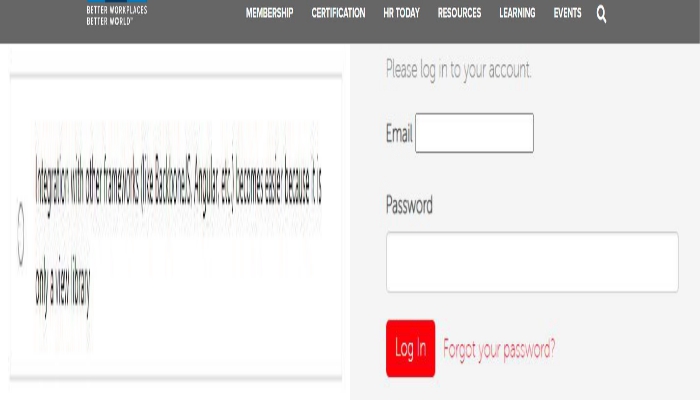 BETTER WORKPLACES
BETTER WORLD™
MEMBERSHIP CERTIFICATION HR TODAY RESOURCES LEARNING EVENTS
Integration with other frameworks (like BackboneJS, Angular, etc.) becomes easier because it is
only a view library
Please log in to your account.
Email
Password
Log In Forgot your password?